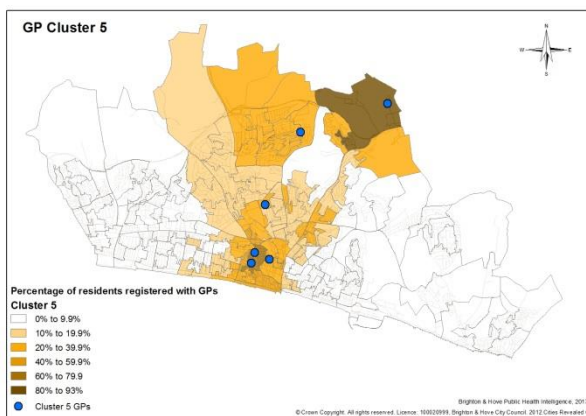 GP Cluster 5
N
W
E
S
Percentage of residents registered with GPs
Cluster 5
0% to 9.9%
10% to 19.9%
20% to 39.9%
40% to 59.9%
60% to 79.9
80% to 93%
Cluster 5 GPs
Brighton & Hove Public Health Intelligence, 2017
© Crown Copyright. All rights reserved. Licence: 100020999, Brighton & Hove City Council. 2012.Cities Revealed